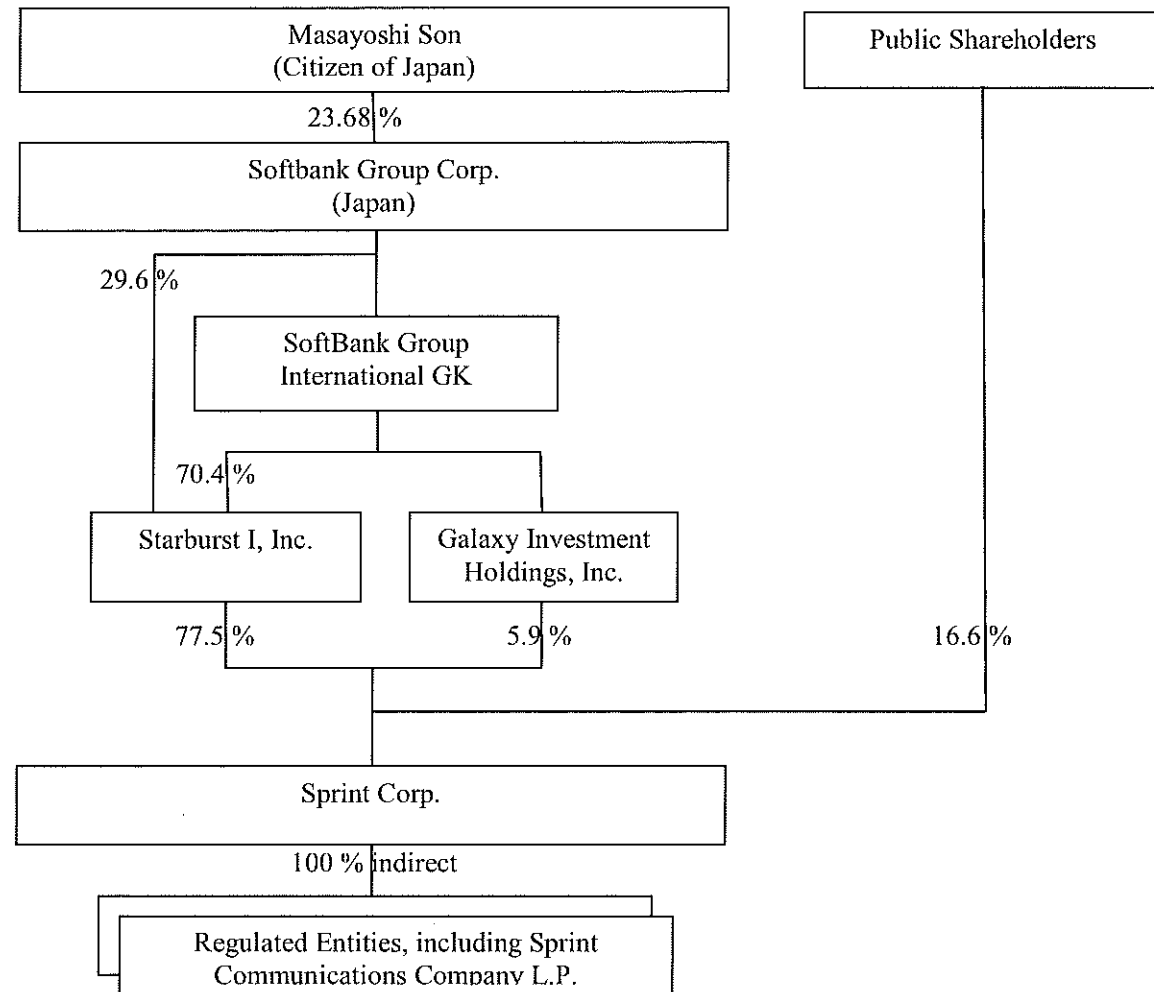 Masayoshi Son
(Citizen of Japan)
Public Shareholders
23.68 %
Softbank Group Corp.
(Japan)
29.6 %
SoftBank Group
International GK
70.4 %
Starburst I, Inc.
Galaxy Investment
Holdings, Inc.
77.5 %
5.9 %
16.6 %
Sprint Corp.
100 % indirect
Regulated Entities, including Sprint
Communications Company L.P.